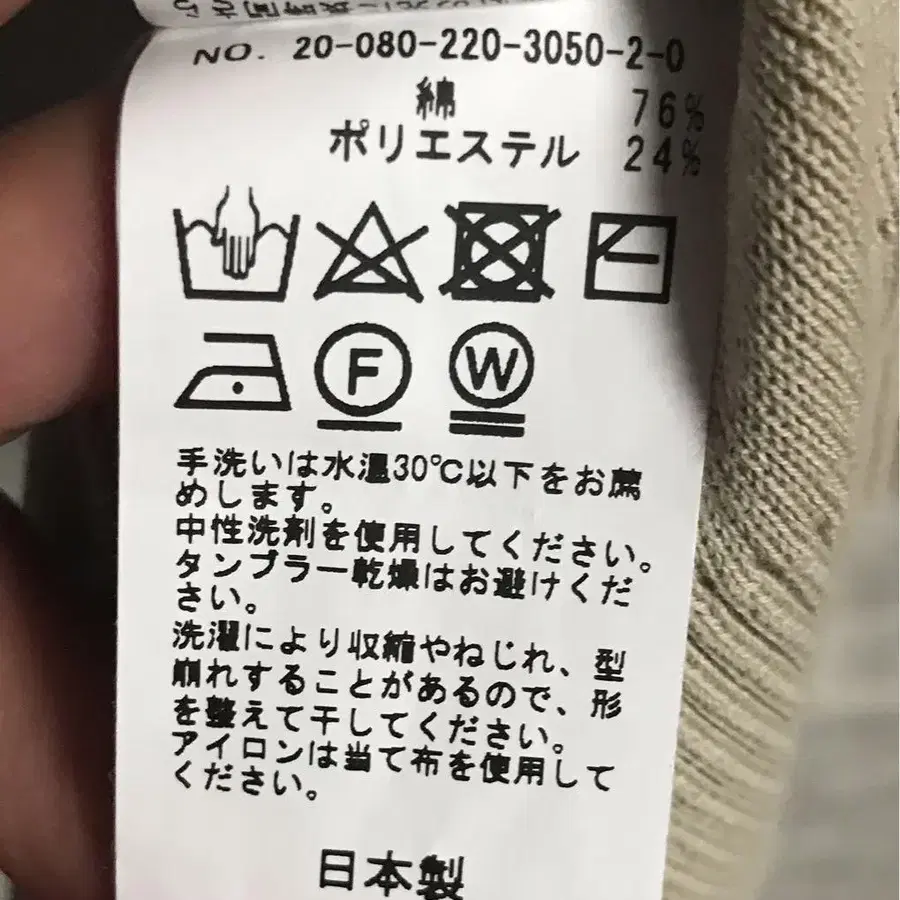 NO. 20-080-220-3050-2-0
綿 76%
ポリエステル 24%
F W
手洗いは水温30℃以下をお薦
めします。
中性洗剤を使用してください。
タンブラー乾燥はお避けくだ
さい。
洗濯により収縮やねじれ、型
崩れすることがあるので、形
を整えて干してください。
アイロンは当て布を使用して
ください。
日本製